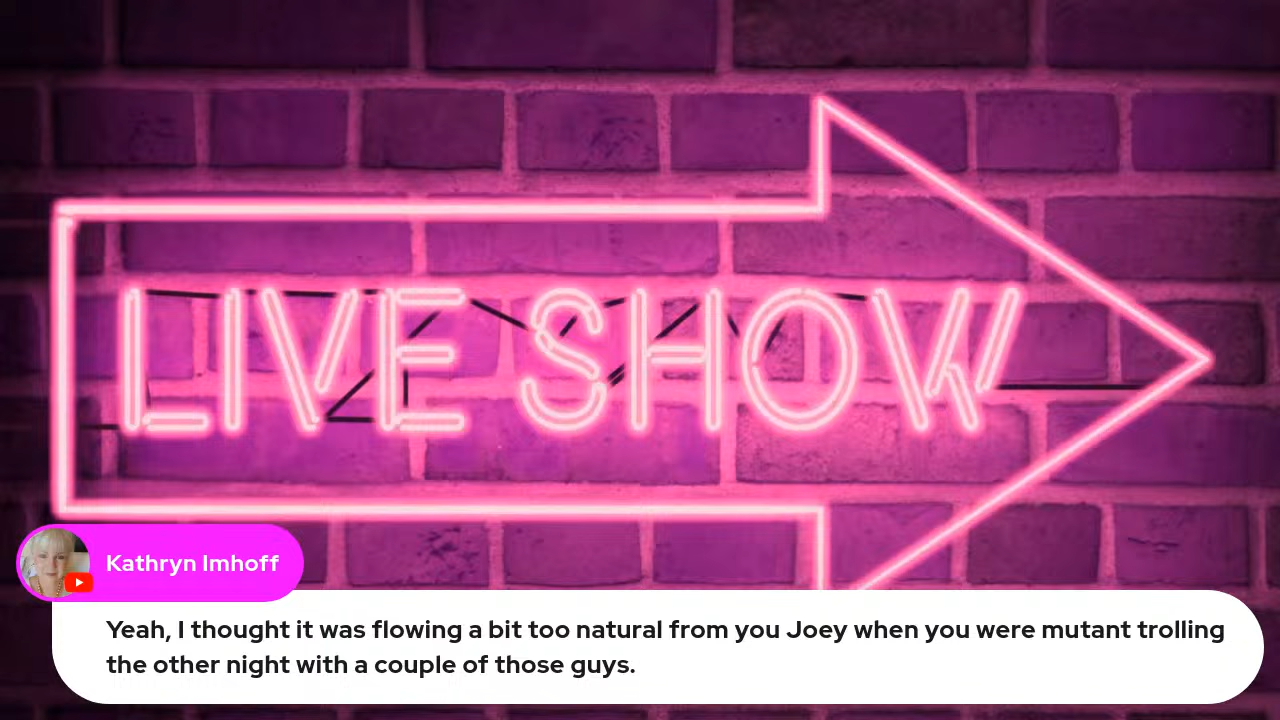 LIVE SHOW
Kathryn Imhoff
Yeah, I thought it was flowing a bit too natural from you Joey when you were mutant trolling
the other night with a couple of those guys.